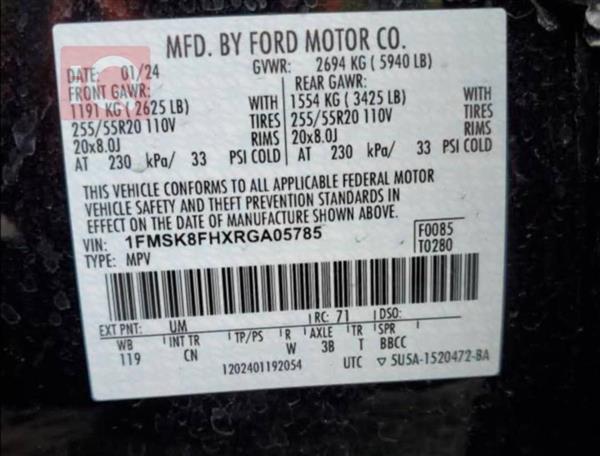 MFD. BY FORD MOTOR CO.
DATE: 01/24 GVWR: 2694 KG ( 5940 LB)
FRONT GAWR: REAR GAWR:
1191 KG ( 2625 LB) WITH 1554 KG ( 3425 LB) WITH
255/55R20 110V TIRES 255/55R20 110V TIRES
20x8.0J RIMS 20x8.0J RIMS
AT 230 kPa/ 33 PSI COLD AT 230 kPa/ 33 PSI COLD
THIS VEHICLE CONFORMS TO ALL APPLICABLE FEDERAL MOTOR
VEHICLE SAFETY AND THEFT PREVENTION STANDARDS IN
EFFECT ON THE DATE OF MANUFACTURE SHOWN ABOVE.
VIN: 1FMSK8FHXRGA05785 F0085
TYPE: MPV T0280
EXT PNT: UM RC: 71 DSO:
WB INT TR TP/PS R AXLE TR SPR
119 CN W 3B T BBCC
1202401192054 UTC ▽ 5U5A-1520472-BA